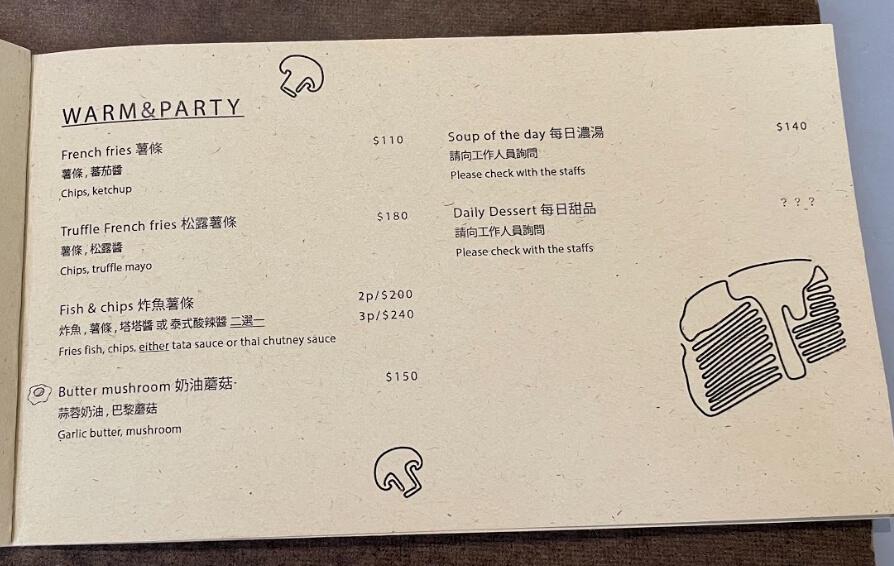 WARM&PARTY
French fries 薯條 $110
薯條 , 蕃茄醬
Chips, ketchup
Truffle French fries 松露薯條 $180
薯條 , 松露醬
Chips, truffle mayo
Fish & chips 炸魚薯條 2p/$200
炸魚 , 薯條 , 塔塔醬 或 泰式酸辣醬 二選一 3p/$240
Fries fish, chips, either tata sauce or thai chutney sauce
Butter mushroom 奶油蘑菇 $150
蒜蓉奶油 , 巴黎蘑菇
Garlic butter, mushroom
Soup of the day 每日濃湯 $140
請向工作人員詢問
Please check with the staffs
Daily Dessert 每日甜品 ? ? ?
請向工作人員詢問
Please check with the staffs